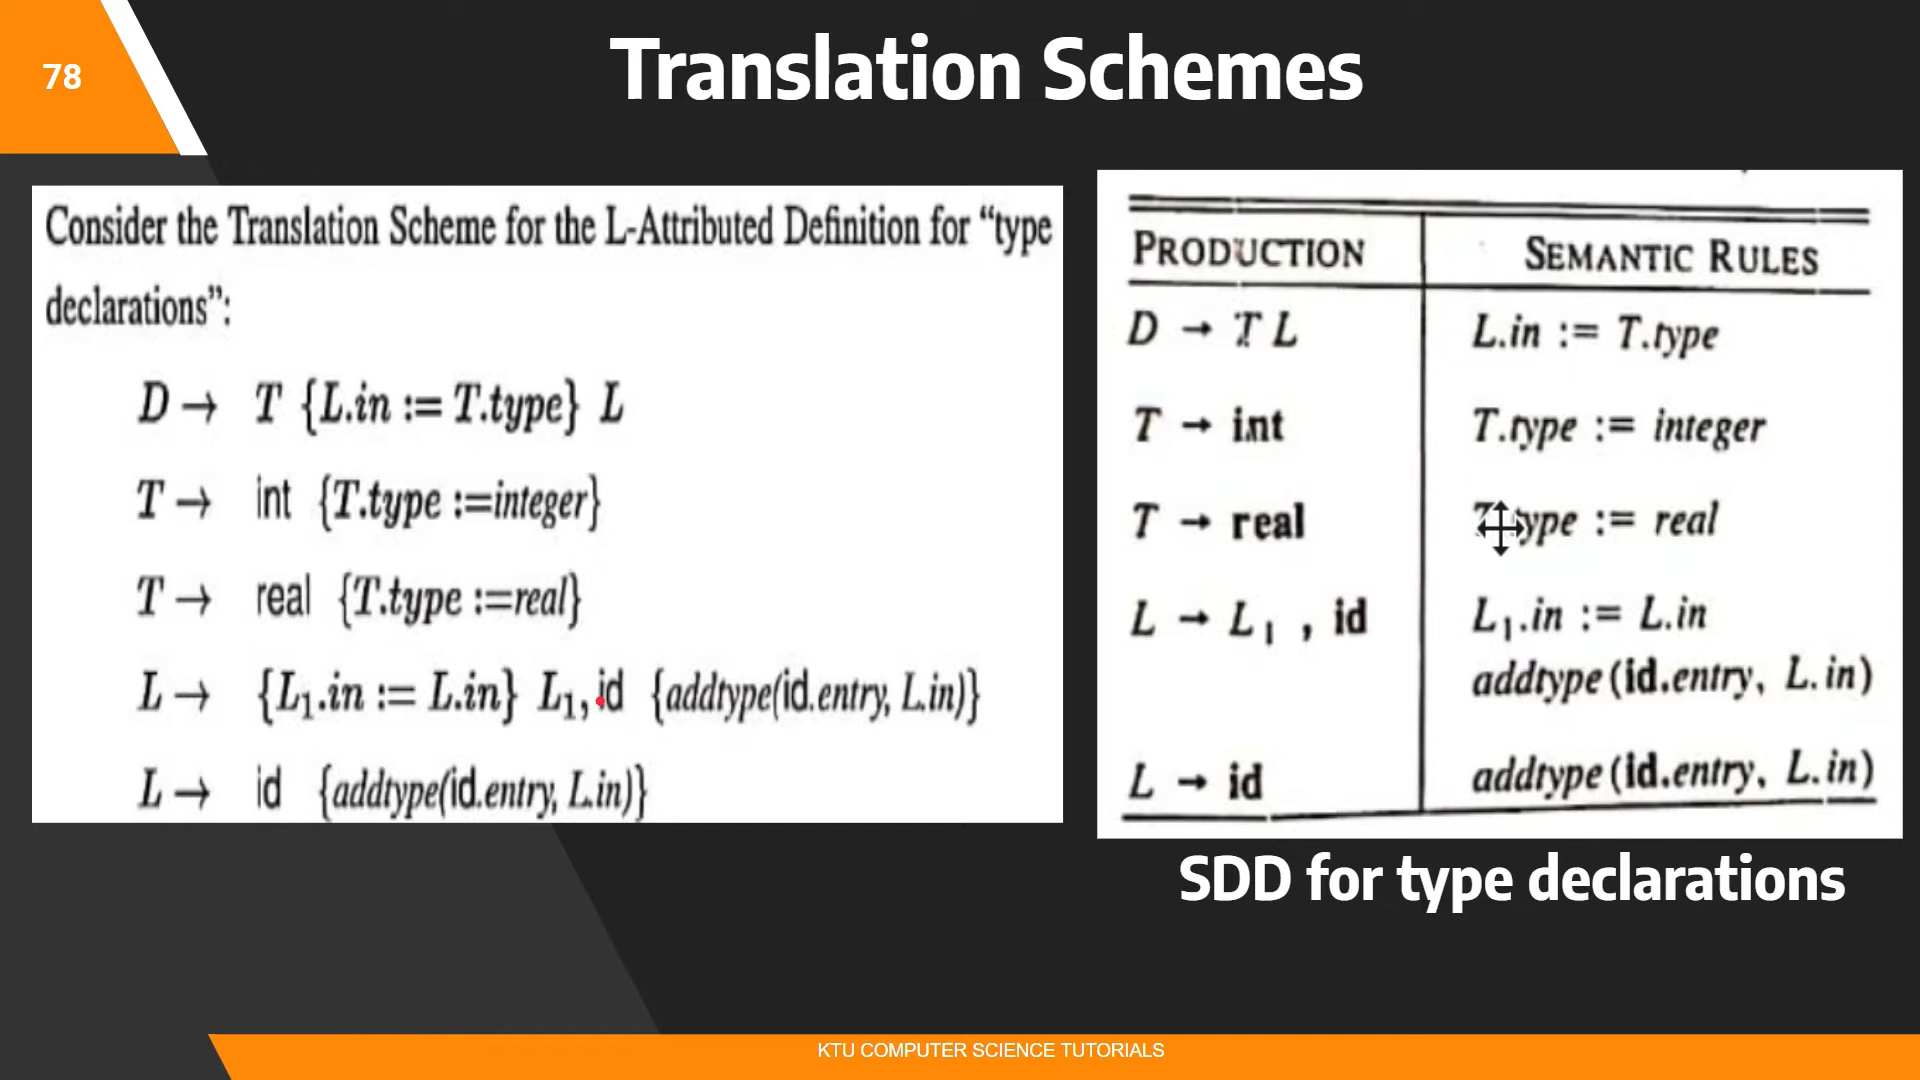 78
Translation Schemes
Consider the Translation Scheme for the L-Attributed Definition for “type
declarations”:
D → T {L.in := T.type} L
T → int {T.type :=integer}
T → real {T.type :=real}
L → {L₁.in := L.in} L₁, id {addtype(id.entry, L.in)}
L → id {addtype(id.entry, L.in)}
PRODUCTION SEMANTIC RULES
D → T L L.in := T.type
T → int T.type := integer
T → real T.type := real
L → L₁ , id L₁.in := L.in
addtype(id.entry, L.in)
L → id addtype(id.entry, L.in)
SDD for type declarations
KTU COMPUTER SCIENCE TUTORIALS